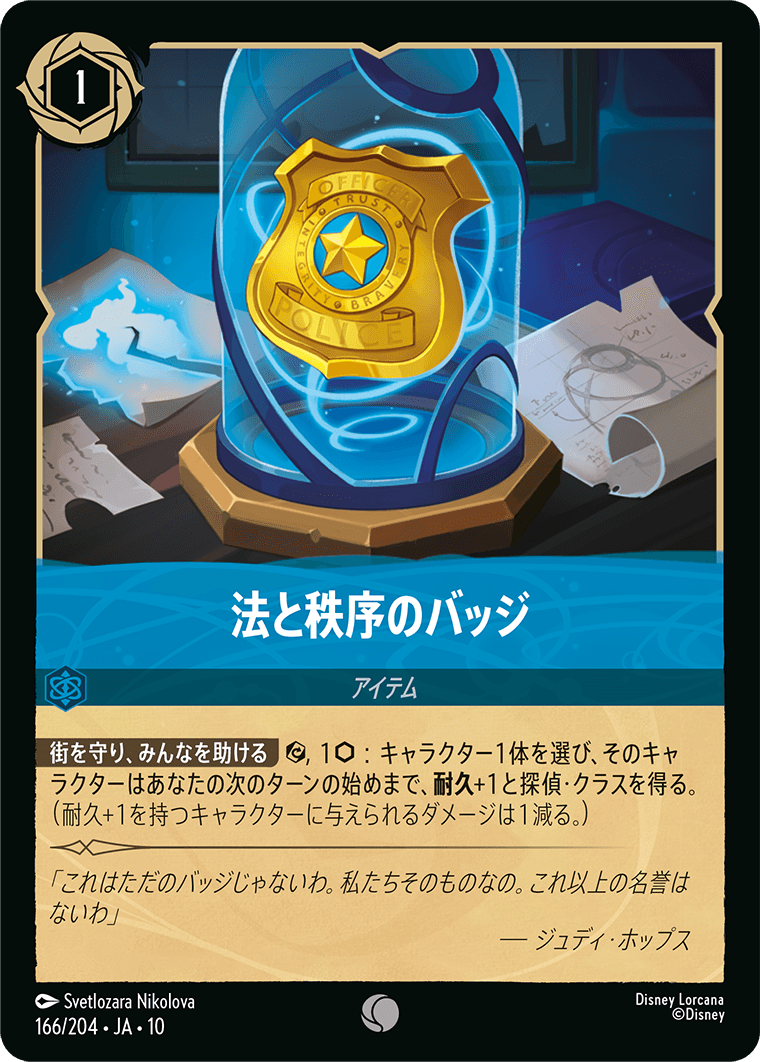 1
OFFICER
TRUST
INTEGRITY
BRAVERY
POLICE
法と秩序のバッジ
アイテム
街を守り、みんなを助ける , 1 : キャラクター1体を選び、そのキャ
ラクターはあなたの次のターンの始めまで、耐久+1と探偵・クラスを得る。
(耐久+1を持つキャラクターに与えられるダメージは1減る。)
「これはただのバッジじゃないわ。私たちそのものなの。これ以上の名誉は
ないわ」
― ジュディ・ホップス
Svetlozara Nikolova
166/204 • JA • 10
Disney Lorcana
©Disney